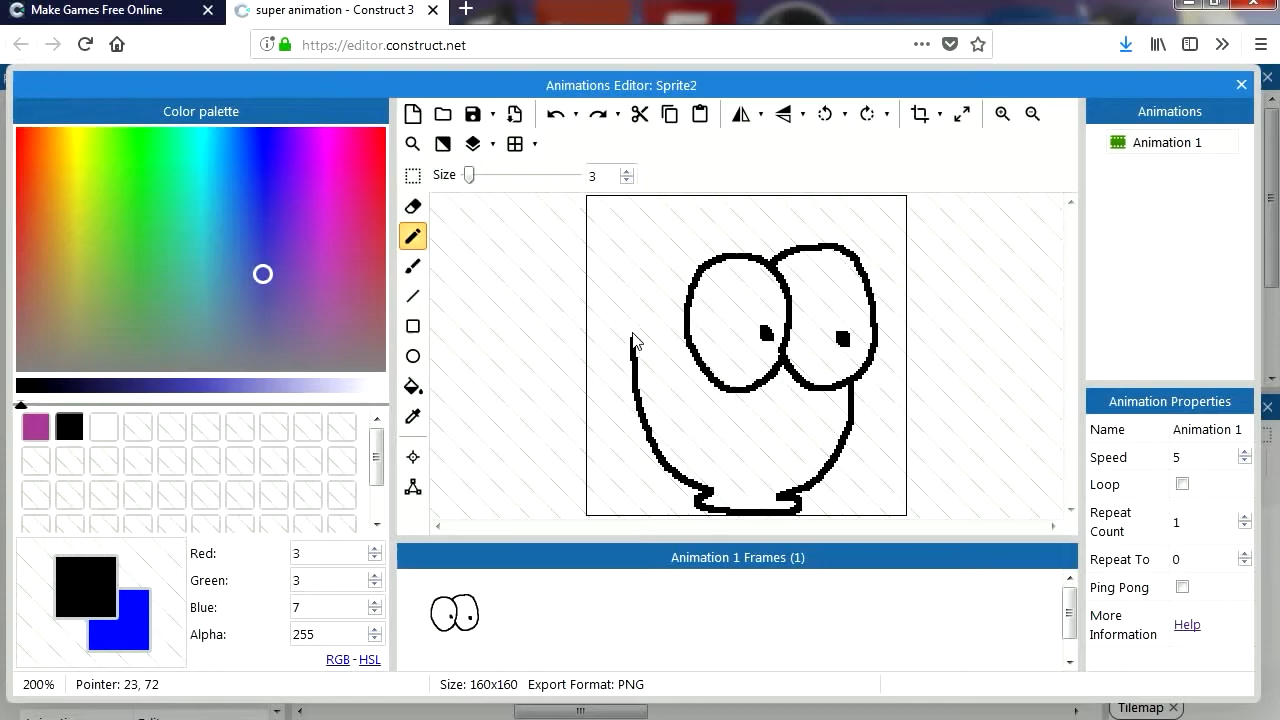 Make Games Free Online
super animation - Construct 3
https://editor.construct.net
Animations Editor: Sprite2
Color palette
Animations
Animation 1
Size 3
Animation Properties
Name Animation 1
Speed 5
Loop
Repeat Count 1
Repeat To 0
Ping Pong
More Information Help
Animation 1 Frames (1)
Red: 3
Green: 3
Blue: 7
Alpha: 255
RGB - HSL
200% Pointer: 23, 72 Size: 160x160 Export Format: PNG
Tilemap